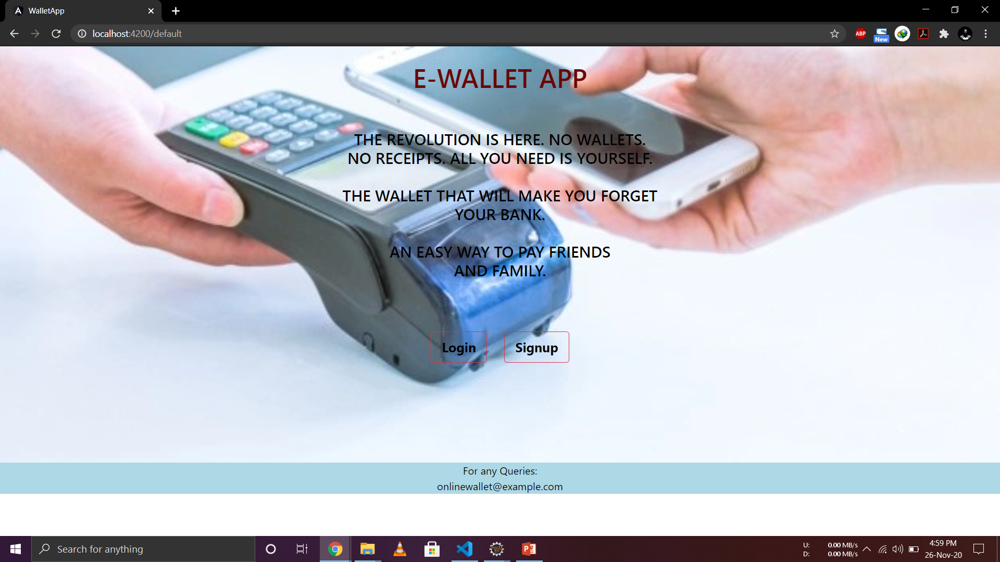 WalletApp
localhost:4200/default
ABP
New
E-WALLET APP
THE REVOLUTION IS HERE. NO WALLETS.
NO RECEIPTS. ALL YOU NEED IS YOURSELF.
THE WALLET THAT WILL MAKE YOU FORGET
YOUR BANK.
AN EASY WAY TO PAY FRIENDS
AND FAMILY.
Login
Signup
For any Queries:
onlinewallet@example.com
Search for anything
U: 0.00 MB/s
D: 0.00 MB/s
4:59 PM
26-Nov-20